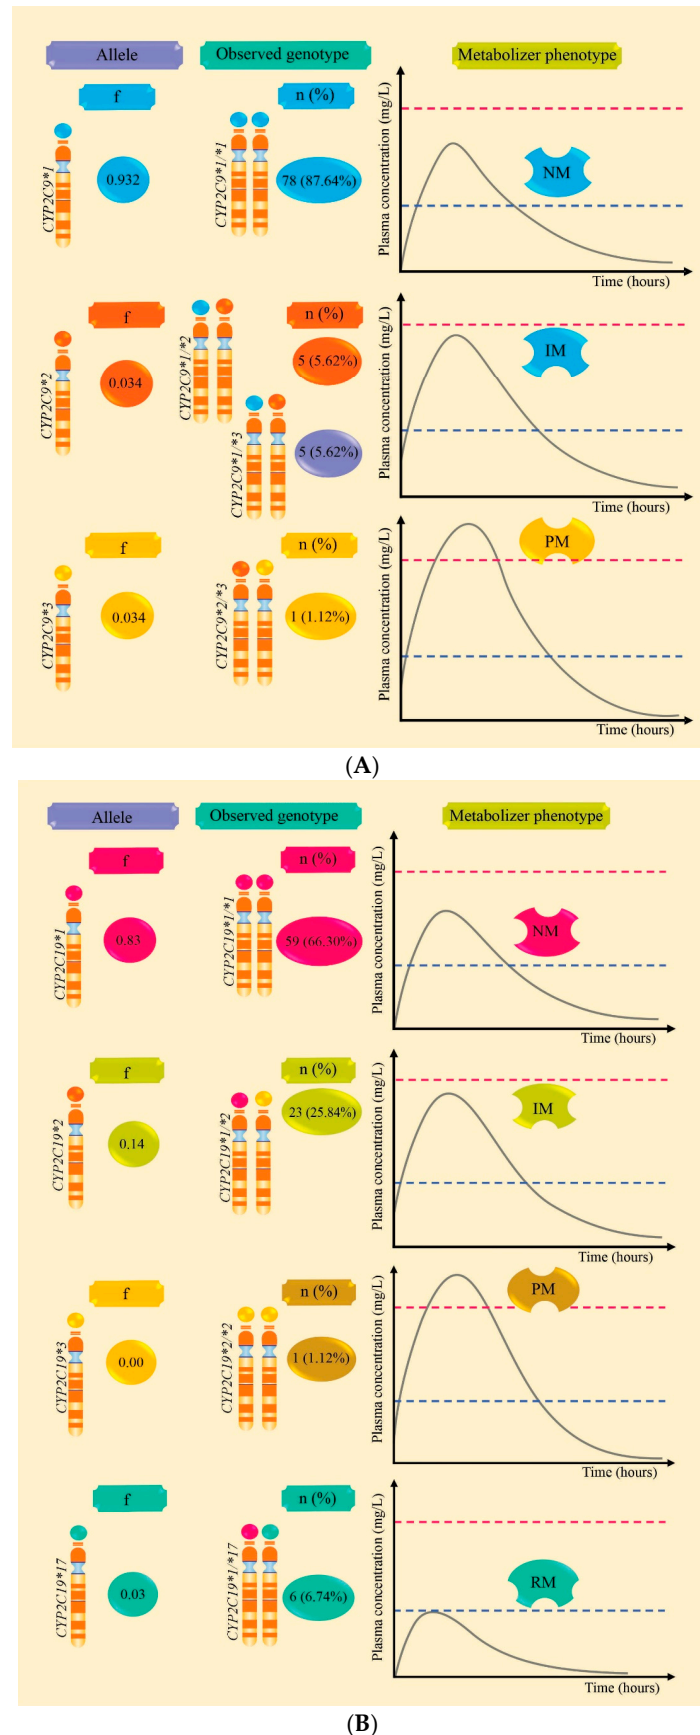 Allele
Observed genotype
Metabolizer phenotype
f
n (%)
CYP2C9*1
0.932
CYP2C9*1/*1
78 (87.64%)
Plasma concentration (mg/L)
NM
Time (hours)
f
n (%)
CYP2C9*2
0.034
CYP2C9*1/*2
5 (5.62%)
CYP2C9*1/*3
5 (5.62%)
Plasma concentration (mg/L)
IM
Time (hours)
f
n (%)
CYP2C9*3
0.034
CYP2C9*2/*3
1 (1.12%)
Plasma concentration (mg/L)
PM
Time (hours)
(A)
Allele
Observed genotype
Metabolizer phenotype
f
n (%)
CYP2C19*1
0.83
CYP2C19*1/*1
59 (66.30%)
Plasma concentration (mg/L)
NM
Time (hours)
f
n (%)
CYP2C19*2
0.14
CYP2C19*1/*2
23 (25.84%)
Plasma concentration (mg/L)
IM
Time (hours)
f
n (%)
CYP2C19*3
0.00
CYP2C19*2/*2
1 (1.12%)
Plasma concentration (mg/L)
PM
Time (hours)
f
n (%)
CYP2C19*17
0.03
CYP2C19*1/*17
6 (6.74%)
Plasma concentration (mg/L)
RM
Time (hours)
(B)